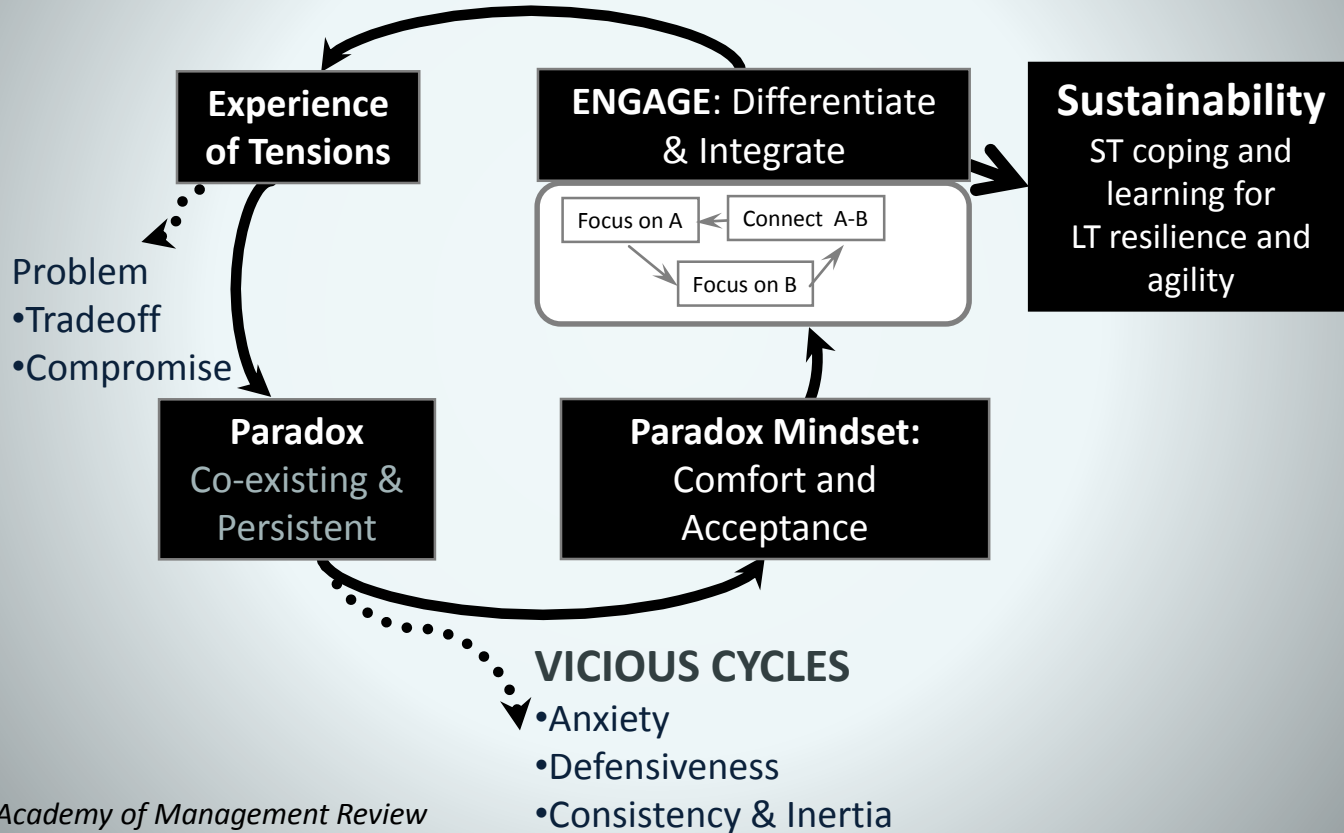 Experience
of Tensions
ENGAGE: Differentiate
& Integrate
Focus on A
Connect A-B
Focus on B
Sustainability
ST coping and
learning for
LT resilience and
agility
Problem
•Tradeoff
•Compromise
Paradox
Co-existing &
Persistent
Paradox Mindset:
Comfort and
Acceptance
VICIOUS CYCLES
•Anxiety
•Defensiveness
•Consistency & Inertia
Academy of Management Review